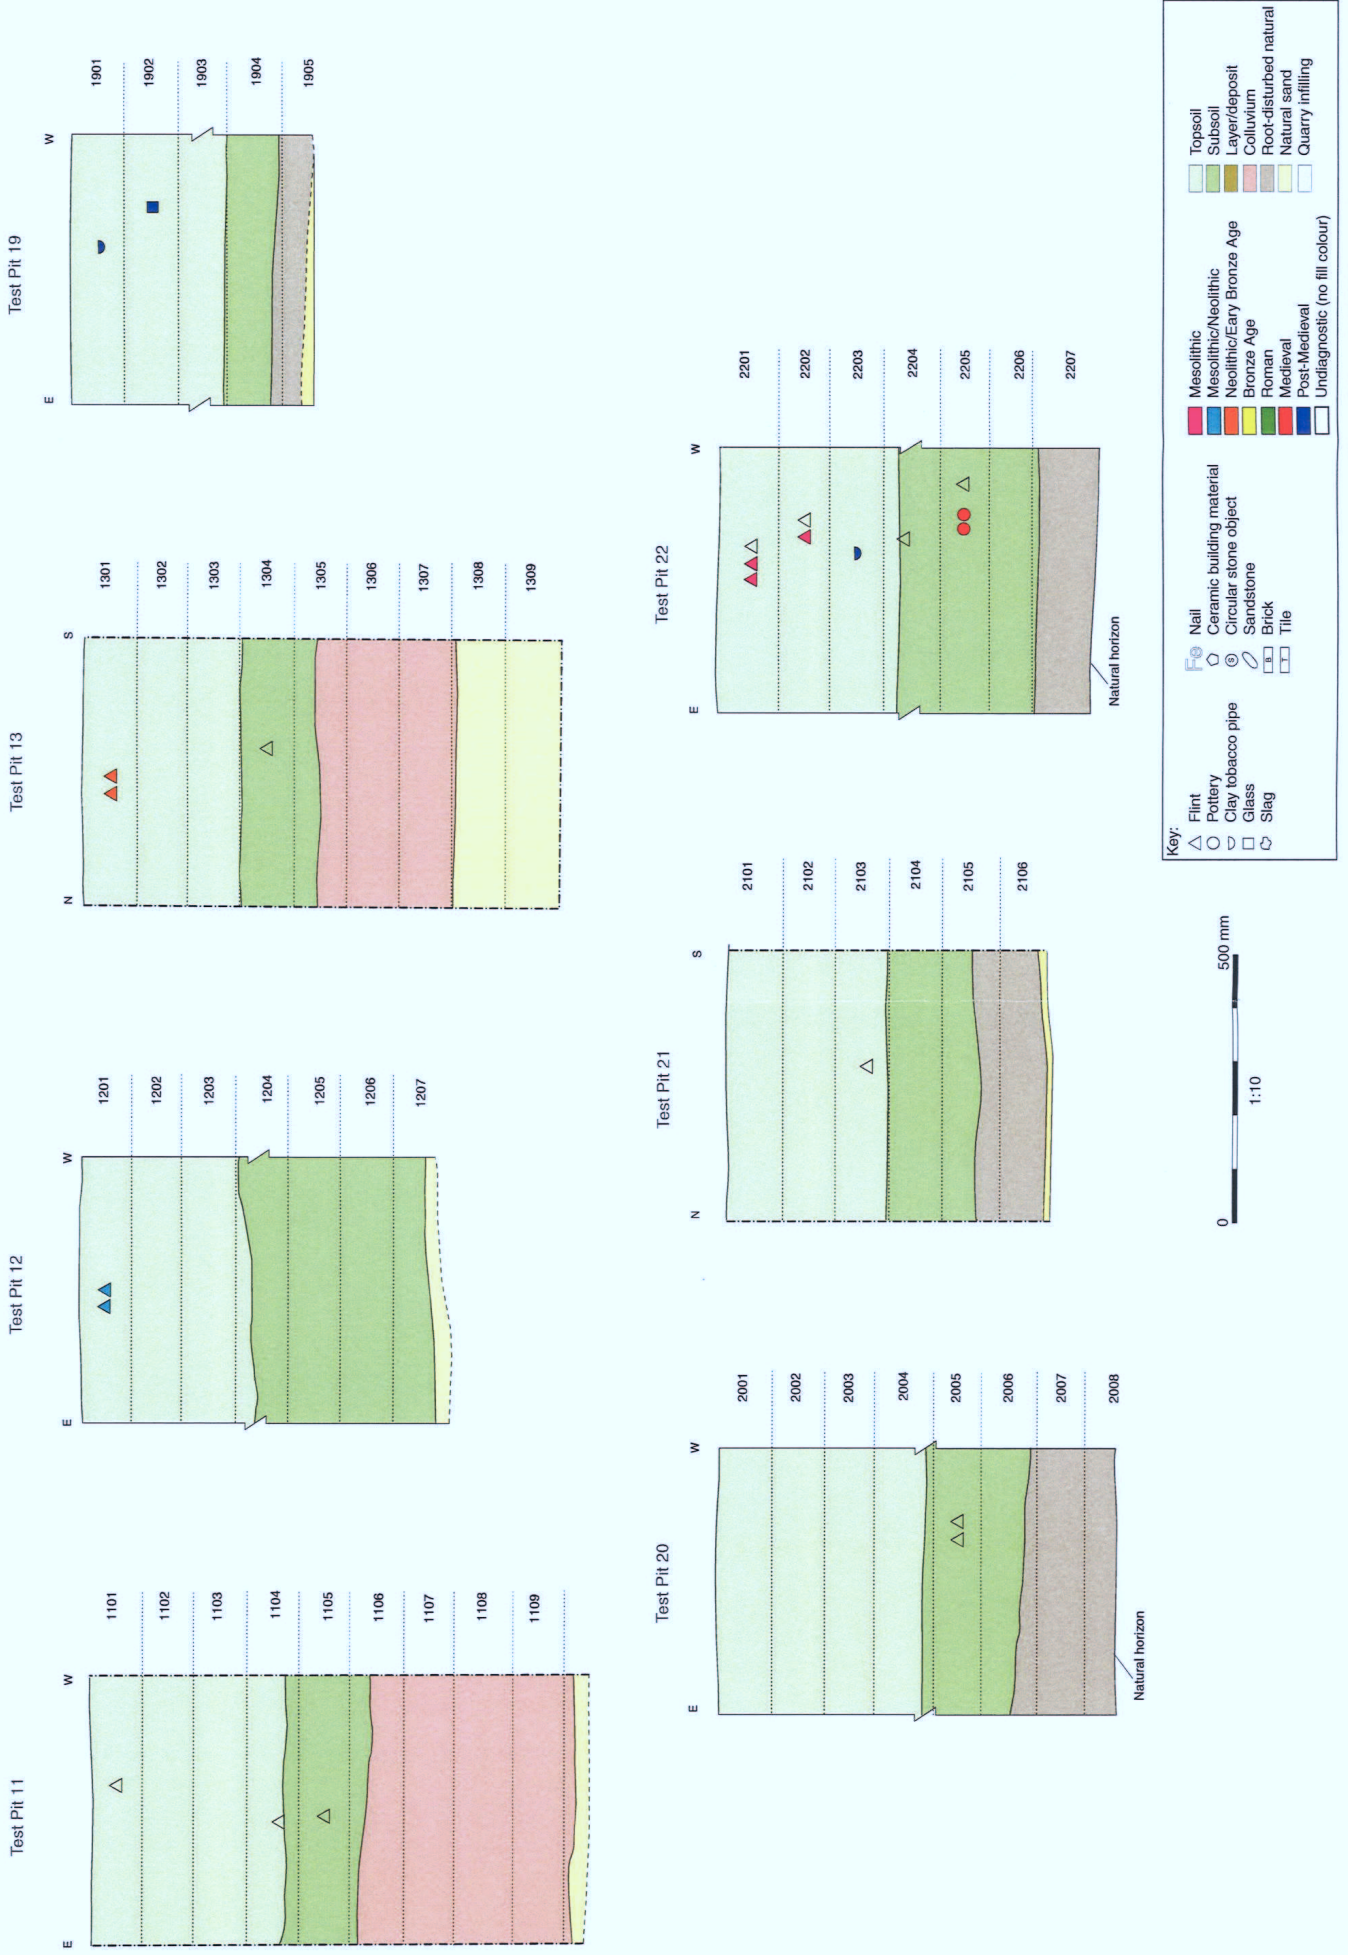 Test Pit 11
E
W
1101
1102
1103
1104
1105
1106
1107
1108
1109
Test Pit 12
E
W
1201
1202
1203
1204
1205
1206
1207
Test Pit 13
N
S
1301
1302
1303
1304
1305
1306
1307
1308
1309
Test Pit 19
E
W
1901
1902
1903
1904
1905
Test Pit 20
E
W
2001
2002
2003
2004
2005
2006
2007
2008
Natural horizon
Test Pit 21
N
S
2101
2102
2103
2104
2105
2106
Test Pit 22
E
W
2201
2202
2203
2204
2205
2206
2207
Natural horizon
0
500 mm
1:10
Key:
Flint
Pottery
Clay tobacco pipe
Glass
Slag
Fe Nail
Ceramic building material
S Circular stone object
Sandstone
B Brick
T Tile
Mesolithic
Mesolithic/Neolithic
Neolithic/Eary Bronze Age
Bronze Age
Roman
Medieval
Post-Medieval
Undiagnostic (no fill colour)
Topsoil
Subsoil
Layer/deposit
Colluvium
Root-disturbed natural
Natural sand
Quarry infilling